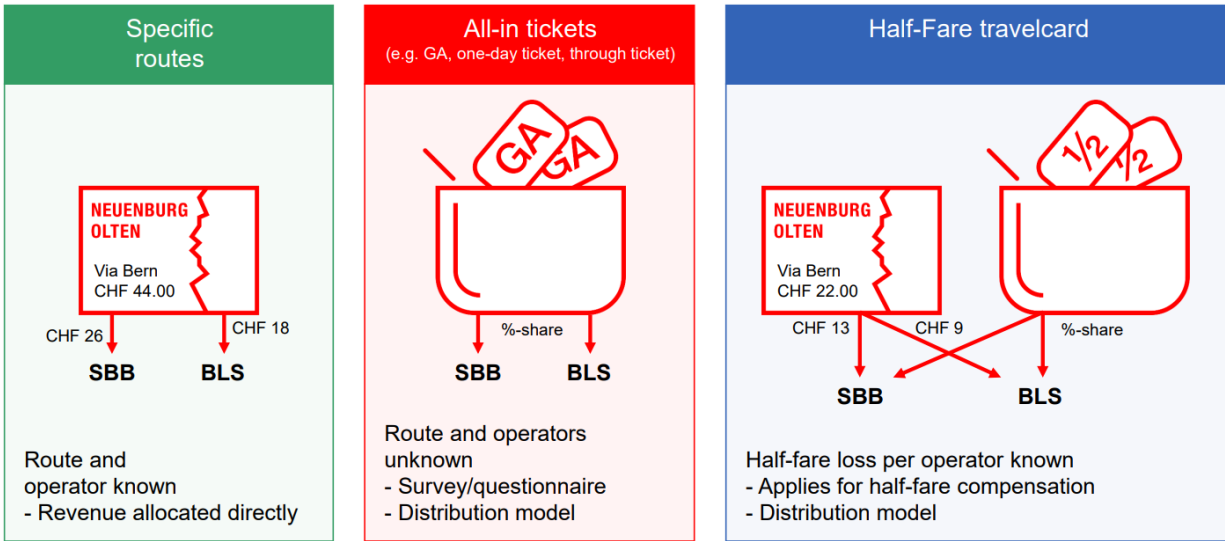 Specific
routes
NEUENBURG
OLTEN
Via Bern
CHF 44.00
CHF 26
CHF 18
SBB
BLS
Route and
operator known
- Revenue allocated directly
All-in tickets
(e.g. GA, one-day ticket, through ticket)
GA
GA
%-share
SBB
BLS
Route and operators
unknown
- Survey/questionnaire
- Distribution model
Half-Fare travelcard
1/2
1/2
NEUENBURG
OLTEN
Via Bern
CHF 22.00
CHF 13
CHF 9
%-share
SBB
BLS
Half-fare loss per operator known
- Applies for half-fare compensation
- Distribution model